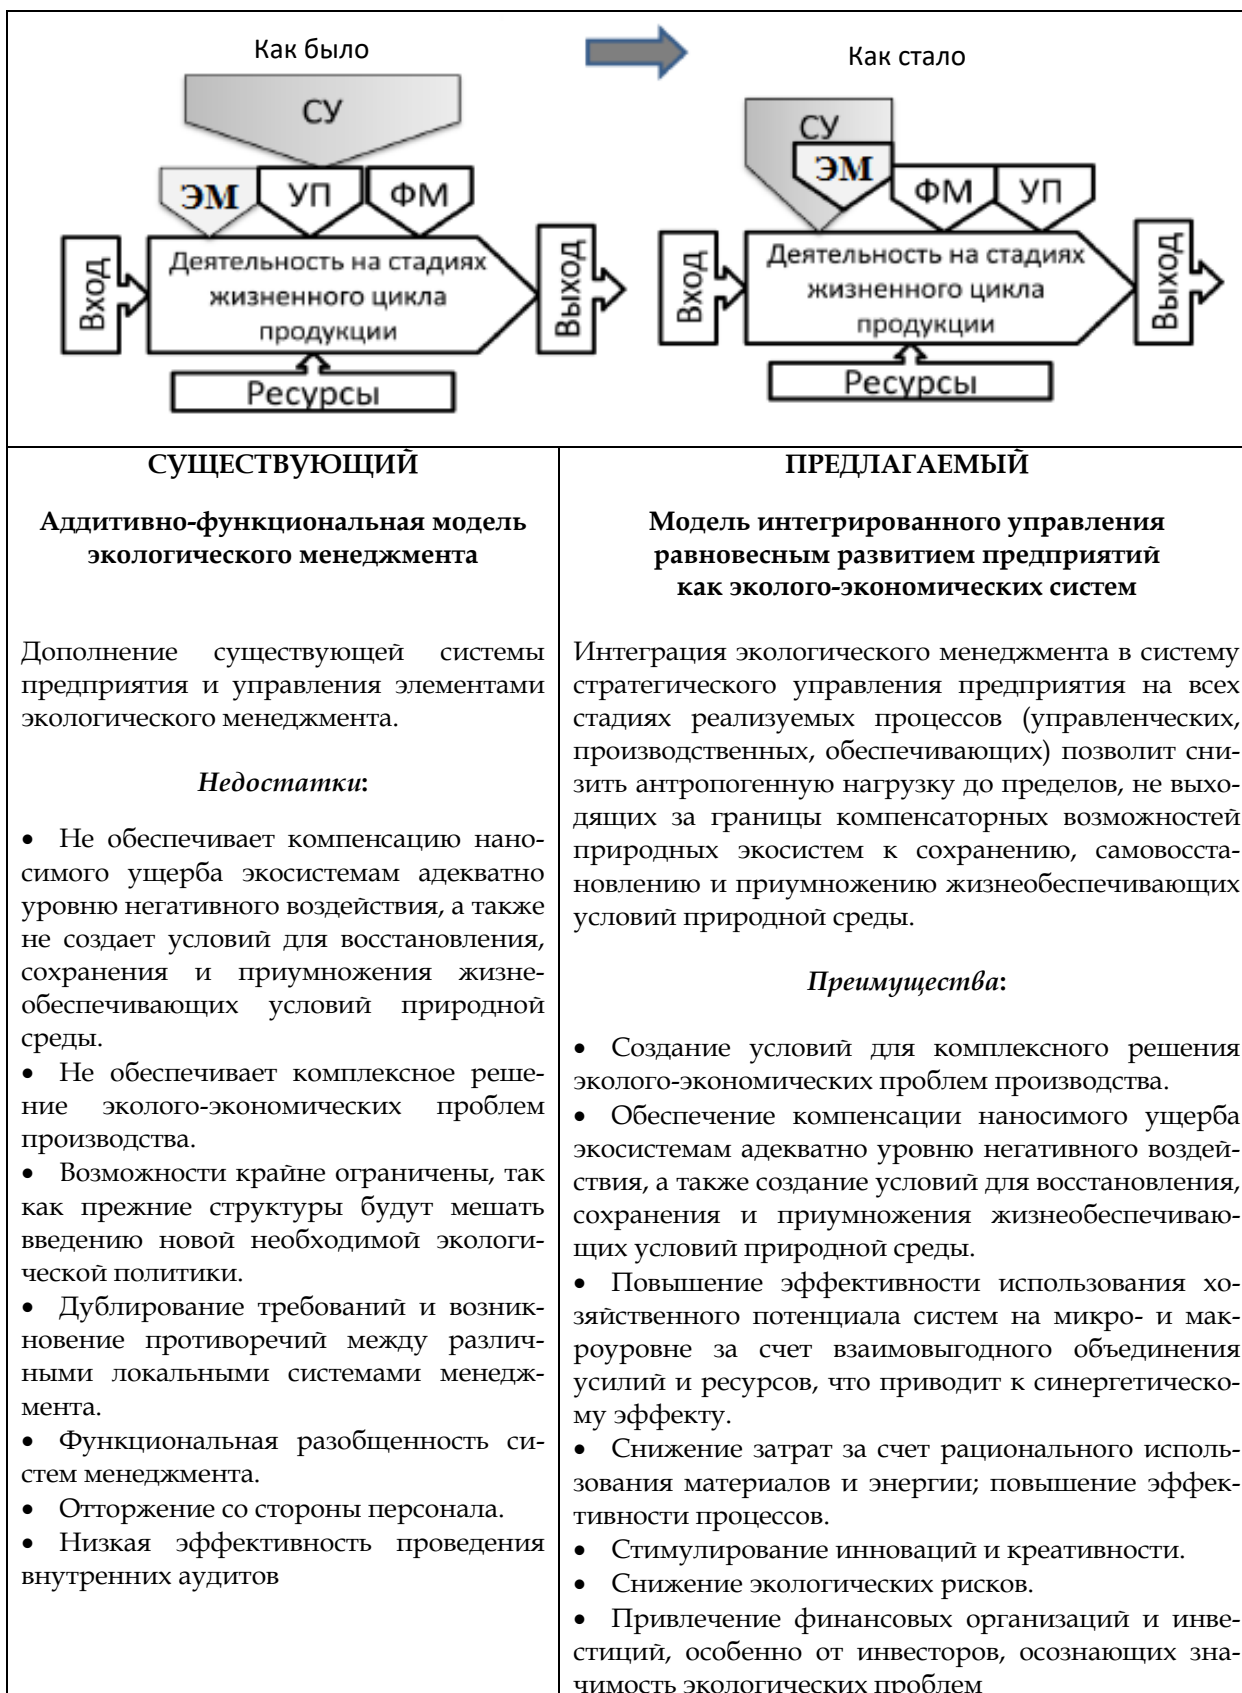 Как было
Как стало
СУ
ЭМ
УП
ФМ
Вход
Деятельность на стадиях
жизненного цикла
продукции
Выход
Ресурсы
СУ
ЭМ
ФМ
УП
Вход
Деятельность на стадиях
жизненного цикла
продукции
Выход
Ресурсы
СУЩЕСТВУЮЩИЙ
Аддитивно-функциональная модель
экологического менеджмента
Дополнение существующей системы
предприятия и управления элементами
экологического менеджмента.
Недостатки:
• Не обеспечивает компенсацию нано-
симого ущерба экосистемам адекватно
уровню негативного воздействия, а также
не создает условий для восстановления,
сохранения и приумножения жизне-
обеспечивающих условий природной
среды.
• Не обеспечивает комплексное реше-
ние эколого-экономических проблем
производства.
• Возможности крайне ограничены, так
как прежние структуры будут мешать
введению новой необходимой экологи-
ческой политики.
• Дублирование требований и возник-
новение противоречий между различ-
ными локальными системами менедж-
мента.
• Функциональная разобщенность си-
стем менеджмента.
• Отторжение со стороны персонала.
• Низкая эффективность проведения
внутренних аудитов
ПРЕДЛАГАЕМЫЙ
Модель интегрированного управления
равновесным развитием предприятий
как эколого-экономических систем
Интеграция экологического менеджмента в систему
стратегического управления предприятия на всех
стадиях реализуемых процессов (управленческих,
производственных, обеспечивающих) позволит сни-
зить антропогенную нагрузку до пределов, не выхо-
дящих за границы компенсаторных возможностей
природных экосистем к сохранению, самовосста-
новлению и приумножению жизнеобеспечивающих
условий природной среды.
Преимущества:
• Создание условий для комплексного решения
эколого-экономических проблем производства.
• Обеспечение компенсации наносимого ущерба
экосистемам адекватно уровню негативного воздей-
ствия, а также создание условий для восстановления,
сохранения и приумножения жизнеобеспечиваю-
щих условий природной среды.
• Повышение эффективности использования хо-
зяйственного потенциала систем на микро- и мак-
роуровне за счет взаимовыгодного объединения
усилий и ресурсов, что приводит к синергетическо-
му эффекту.
• Снижение затрат за счет рационального исполь-
зования материалов и энергии; повышение эффек-
тивности процессов.
• Стимулирование инноваций и креативности.
• Снижение экологических рисков.
• Привлечение финансовых организаций и инве-
стиций, особенно от инвесторов, осознающих зна-
чимость экологических проблем